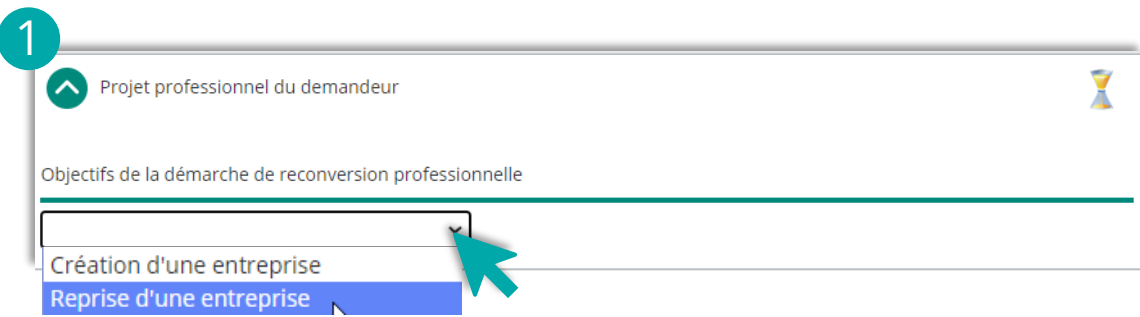 1
Projet professionnel du demandeur
Objectifs de la démarche de reconversion professionnelle
Création d'une entreprise
Reprise d'une entreprise